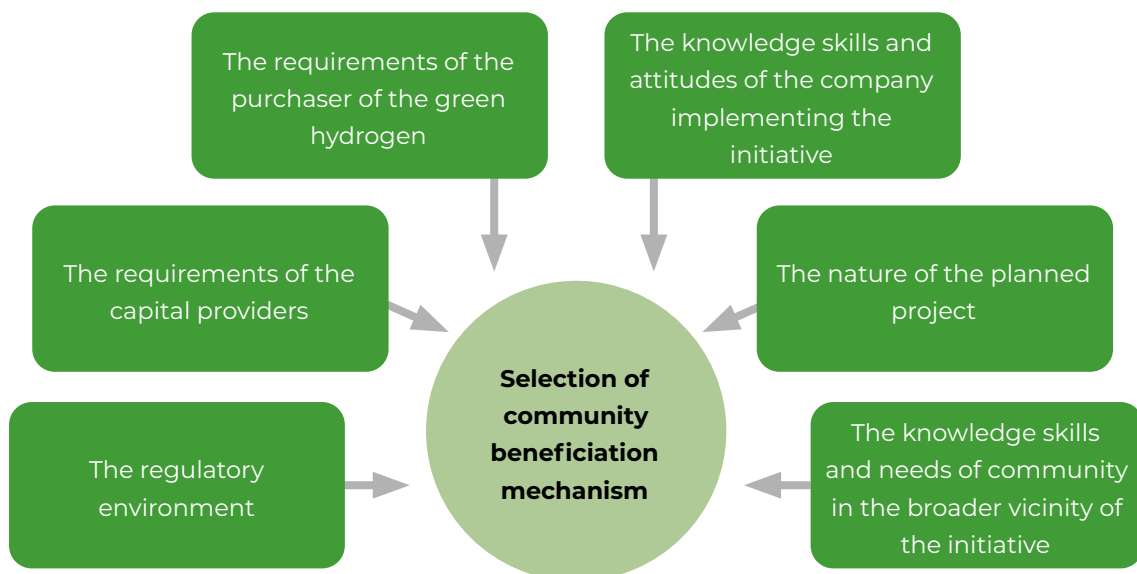 The requirements of the
purchaser of the green
hydrogen
The knowledge skills and
attitudes of the company
implementing the
initiative
The requirements of the
capital providers
The nature of the planned
project
Selection of
community
beneficiation
mechanism
The regulatory
environment
The knowledge skills
and needs of community
in the broader vicinity of
the initiative